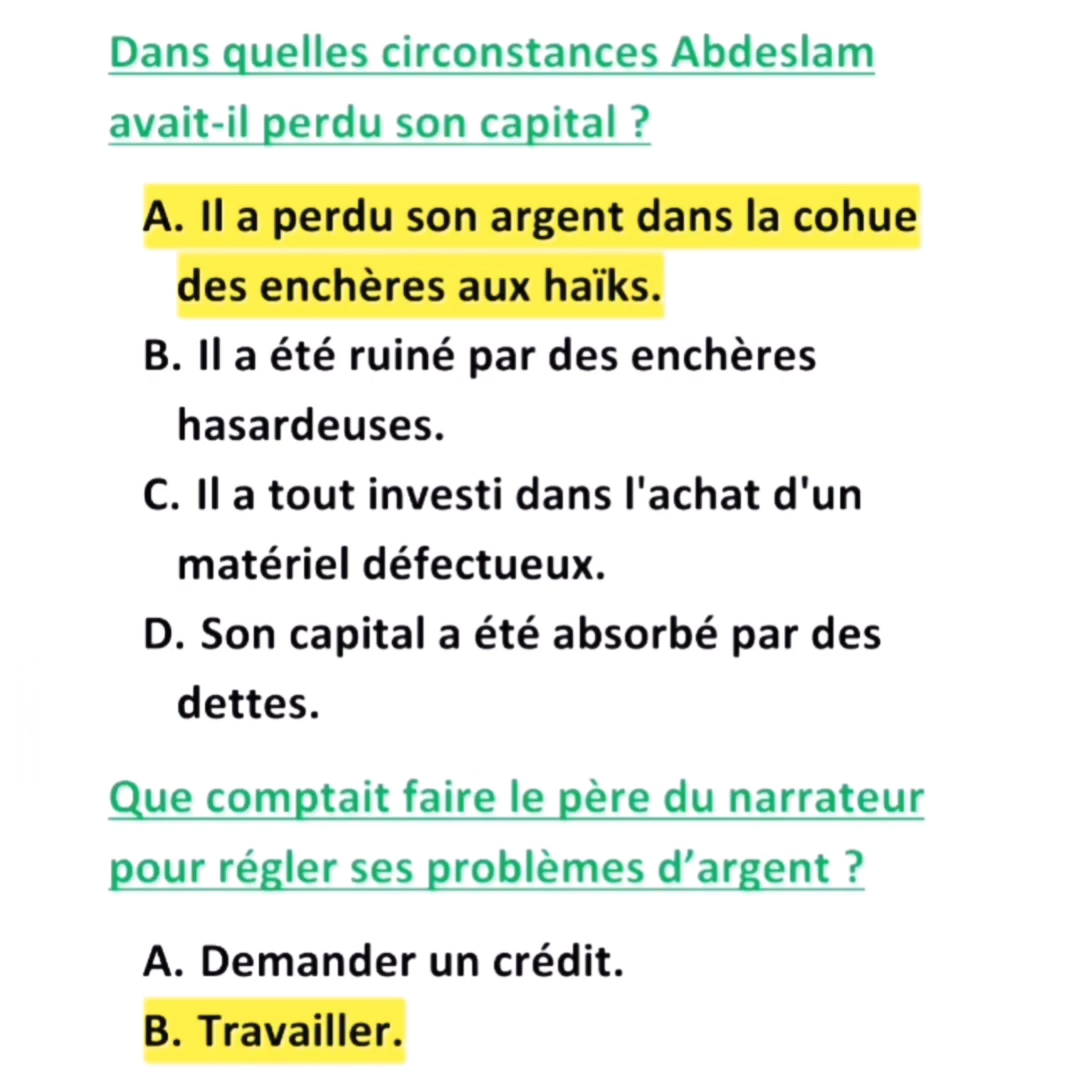 Dans quelles circonstances Abdeslam
avait-il perdu son capital ?
A. Il a perdu son argent dans la cohue
des enchères aux haïks.
B. Il a été ruiné par des enchères
hasardeuses.
C. Il a tout investi dans l'achat d'un
matériel défectueux.
D. Son capital a été absorbé par des
dettes.
Que comptait faire le père du narrateur
pour régler ses problèmes d’argent ?
A. Demander un crédit.
B. Travailler.